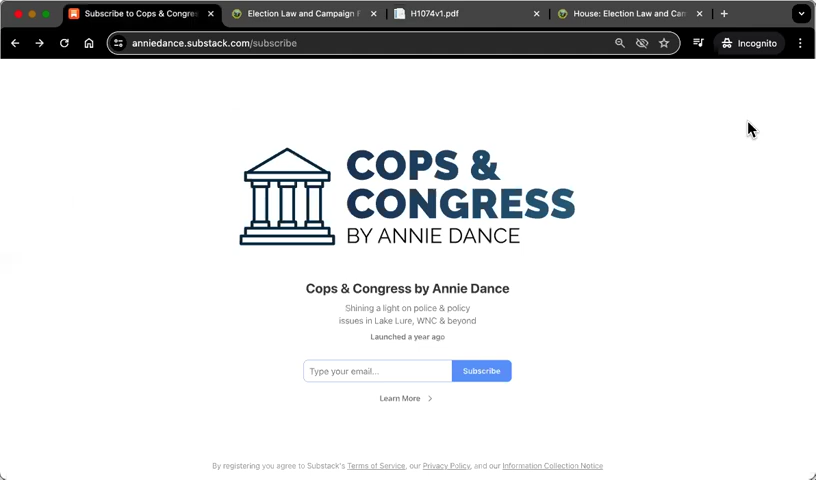 Subscribe to Cops & Congre
Election Law and Campaign F
H1074v1.pdf
House: Election Law and Cam
anniedance.substack.com/subscribe
Incognito
COPS &
CONGRESS
BY ANNIE DANCE
Cops & Congress by Annie Dance
Shining a light on police & policy
issues in Lake Lure, WNC & beyond
Launched a year ago
Type your email...
Subscribe
Learn More
By registering you agree to Substack's Terms of Service, our Privacy Policy, and our Information Collection Notice